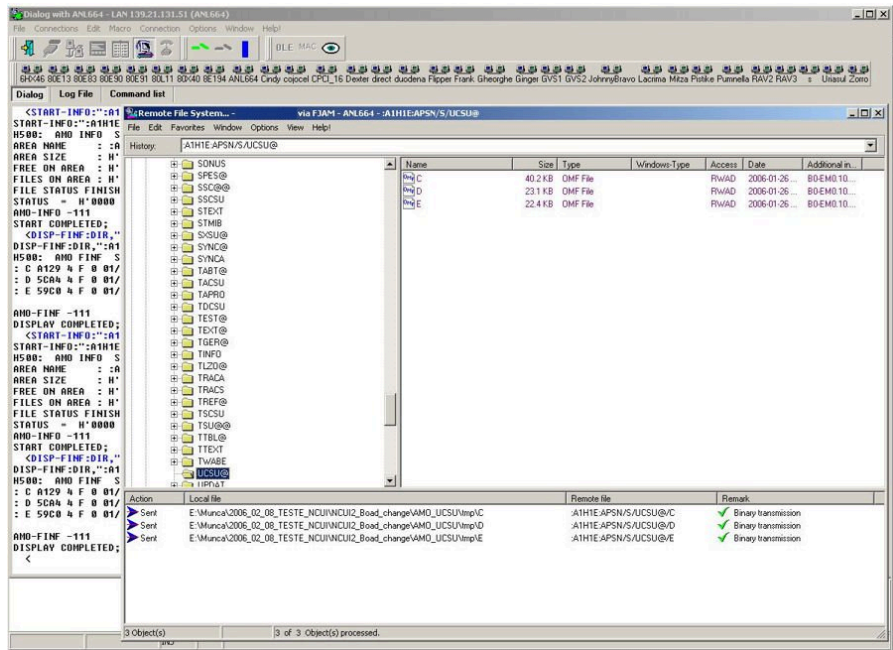 Dialog with ANL664 - LAN 139.21.131.51 (ANL664)
File Connections Edit Macro Connection Options Window Help!
OLE MAC
6HX46 80E13 80E83 80E90 80E91 80L11 80X40 8E194 ANL664 Cindy cojocel CPCI_16 Dexter direct duodena Flipper Frank Gheorghe Ginger GVS1 GVS2 JohnnyBravo Lacrima Mitza Pistike Pumnella RAV2 RAV3 s Uriasul Zorro
Dialog Log File Command list
<START-INFO:":A1
START-INFO:":A1H1E
H500: AMO INFO S
AREA NAME : :A
AREA SIZE : H'
FREE ON AREA : H'
FILES ON AREA : H'
FILE STATUS FINISH
STATUS = H'0000
AMO-INFO -111
START COMPLETED;
<DISP-FINF:DIR,"
DISP-FINF:DIR,":A1
H500: AMO FINF S
: C A129 4 F 0 01/
: D 5CA4 4 F 0 01/
: E 59C0 4 F 0 01/
AMO-FINF -111
DISPLAY COMPLETED;
<START-INFO:":A1
START-INFO:":A1H1E
H500: AMO INFO S
AREA NAME : :A
AREA SIZE : H'
FREE ON AREA : H'
FILES ON AREA : H'
FILE STATUS FINISH
STATUS = H'0000
AMO-INFO -111
START COMPLETED;
<DISP-FINF:DIR,"
DISP-FINF:DIR,":A1
H500: AMO FINF S
: C A129 4 F 0 01/
: D 5CA4 4 F 0 01/
: E 59C0 4 F 0 01/
AMO-FINF -111
DISPLAY COMPLETED;
<
Remote File System... - via FJAM - ANL664 - :A1H1E:APSN/S/UCSU@
File Edit Favorites Window Options View Help!
History: :A1H1E:APSN/S/UCSU@
SONUS
SPES@
SSC@@
SSCSU
STEXT
STMIB
SXSU@
SYNC@
SYNCA
TABT@
TACSU
TAPRO
TDCSU
TEST@
TEXT@
TGER@
TINFO
TLZO@
TRACA
TRACS
TREF@
TSCSU
TSU@@
TTBL@
TTEXT
TWABE
UCSU@
UPDAT
Name Size Type Windows-Type Access Date Additional in...
C 40.2 KB OMF File RWAD 2006-01-26 ... B0-EM0.10....
D 23.1 KB OMF File RWAD 2006-01-26 ... B0-EM0.10....
E 22.4 KB OMF File RWAD 2006-01-26 ... B0-EM0.10....
Action Local file Remote file Remark
Sent E:\Munca\2006_02_08_TESTE_NCUI\NCUI2_Boad_change\AMO_UCSU\tmp\C :A1H1E:APSN/S/UCSU@/C Binary transmission
Sent E:\Munca\2006_02_08_TESTE_NCUI\NCUI2_Boad_change\AMO_UCSU\tmp\D :A1H1E:APSN/S/UCSU@/D Binary transmission
Sent E:\Munca\2006_02_08_TESTE_NCUI\NCUI2_Boad_change\AMO_UCSU\tmp\E :A1H1E:APSN/S/UCSU@/E Binary transmission
3 Object(s) 3 of 3 Object(s) processed.